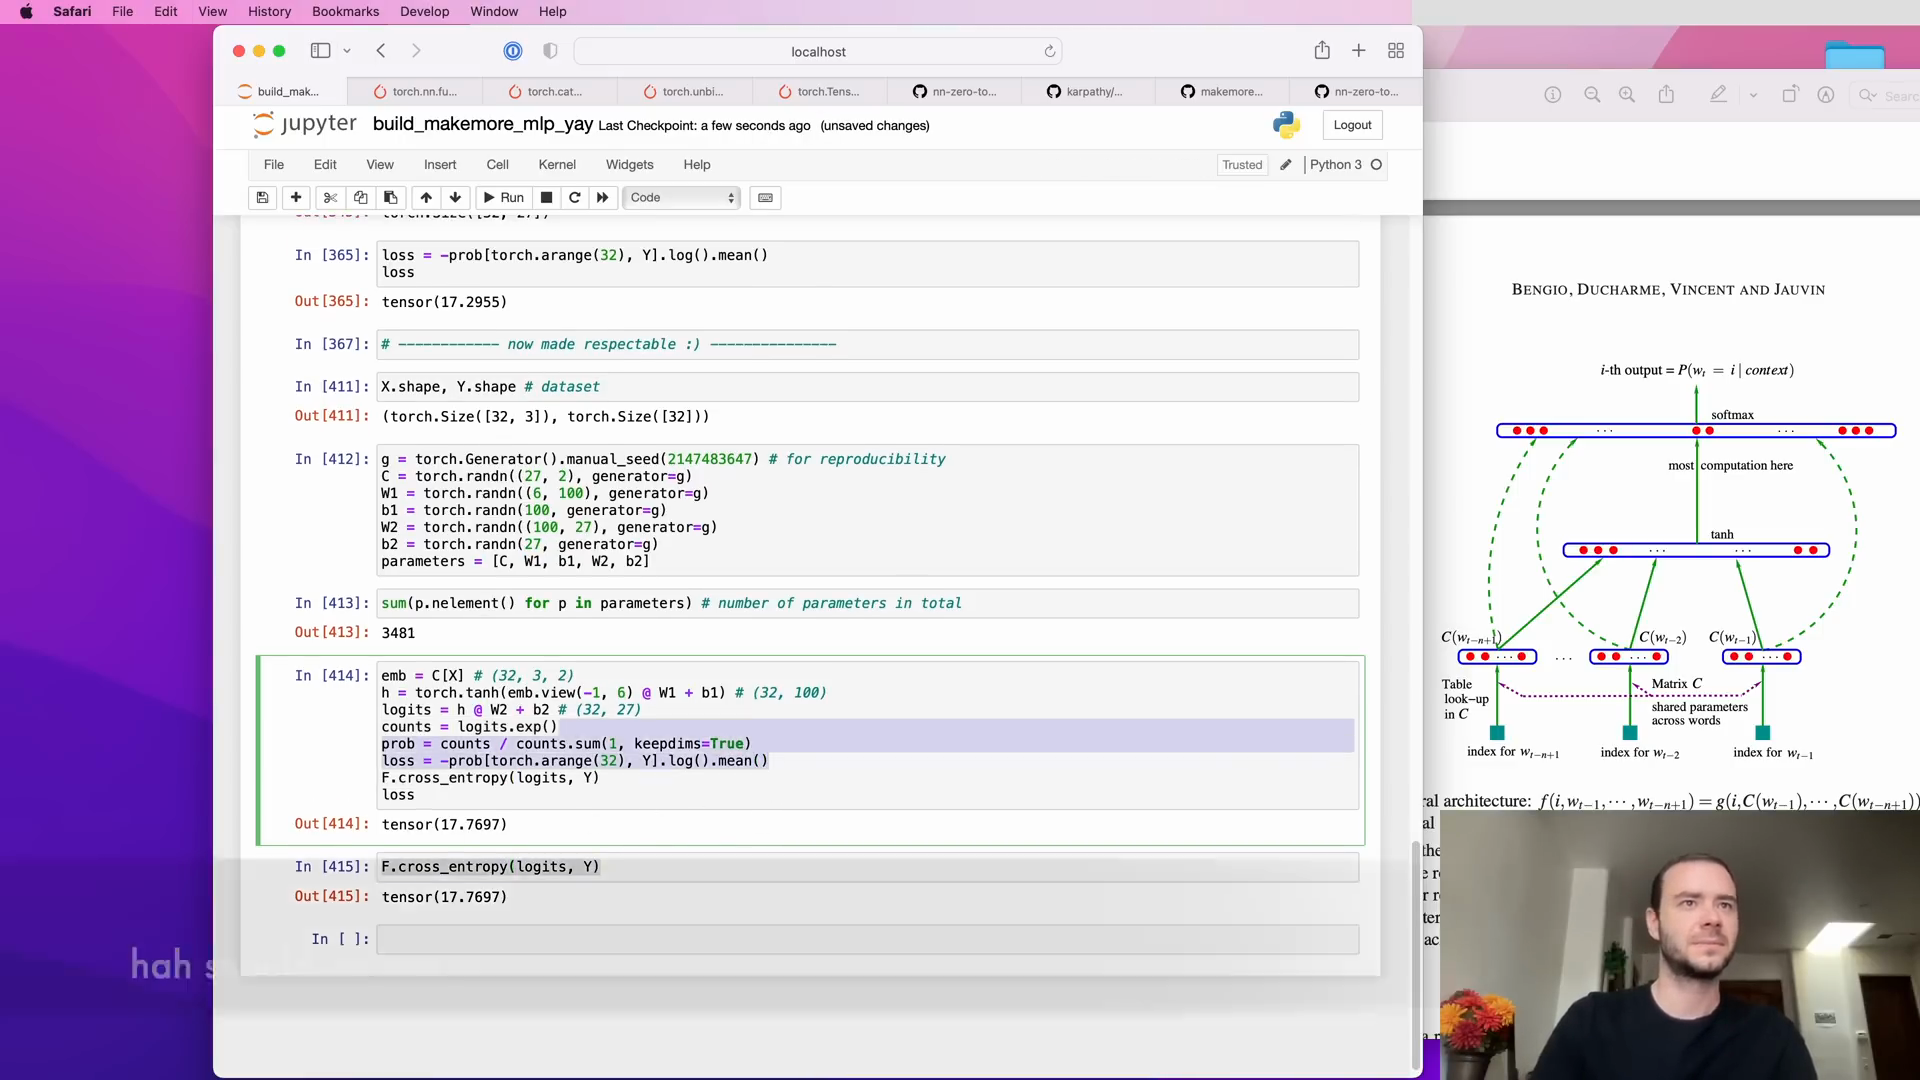 Safari File Edit View History Bookmarks Develop Window Help
localhost
build_mak... torch.nn.fu... torch.cat... torch.unbi... torch.Tens... nn-zero-to... karpathy/... makemore... nn-zero-to...
Search
jupyter build_makemore_mlp_yay Last Checkpoint: a few seconds ago (unsaved changes) Logout
File Edit View Insert Cell Kernel Widgets Help Trusted Python 3
Run Code
In [365]: loss = -prob[torch.arange(32), Y].log().mean()
loss
Out[365]: tensor(17.2955)
In [367]: # ------------ now made respectable :) ---------------
In [411]: X.shape, Y.shape # dataset
Out[411]: (torch.Size([32, 3]), torch.Size([32]))
In [412]: g = torch.Generator().manual_seed(2147483647) # for reproducibility
C = torch.randn((27, 2), generator=g)
W1 = torch.randn((6, 100), generator=g)
b1 = torch.randn(100, generator=g)
W2 = torch.randn((100, 27), generator=g)
b2 = torch.randn(27, generator=g)
parameters = [C, W1, b1, W2, b2]
In [413]: sum(p.nelement() for p in parameters) # number of parameters in total
Out[413]: 3481
In [414]: emb = C[X] # (32, 3, 2)
h = torch.tanh(emb.view(-1, 6) @ W1 + b1) # (32, 100)
logits = h @ W2 + b2 # (32, 27)
counts = logits.exp()
prob = counts / counts.sum(1, keepdims=True)
loss = -prob[torch.arange(32), Y].log().mean()
F.cross_entropy(logits, Y)
loss
Out[414]: tensor(17.7697)
In [415]: F.cross_entropy(logits, Y)
Out[415]: tensor(17.7697)
In [ ]:
hah
BENGIO, DUCHARME, VINCENT AND JAUVIN
i-th output = P(w_t = i | context)
softmax
... ...
most computation here
tanh
... ...
C(w_{t-n+1}) C(w_{t-2}) C(w_{t-1})
... ... ... ...
Table look-up in C
Matrix C
shared parameters
across words
index for w_{t-n+1} index for w_{t-2} index for w_{t-1}
architecture: f(i,w_{t-1},⋯,w_{t-n+1}) = g(i,C(w_{t-1}),⋯,C(w_{t-n+1}))